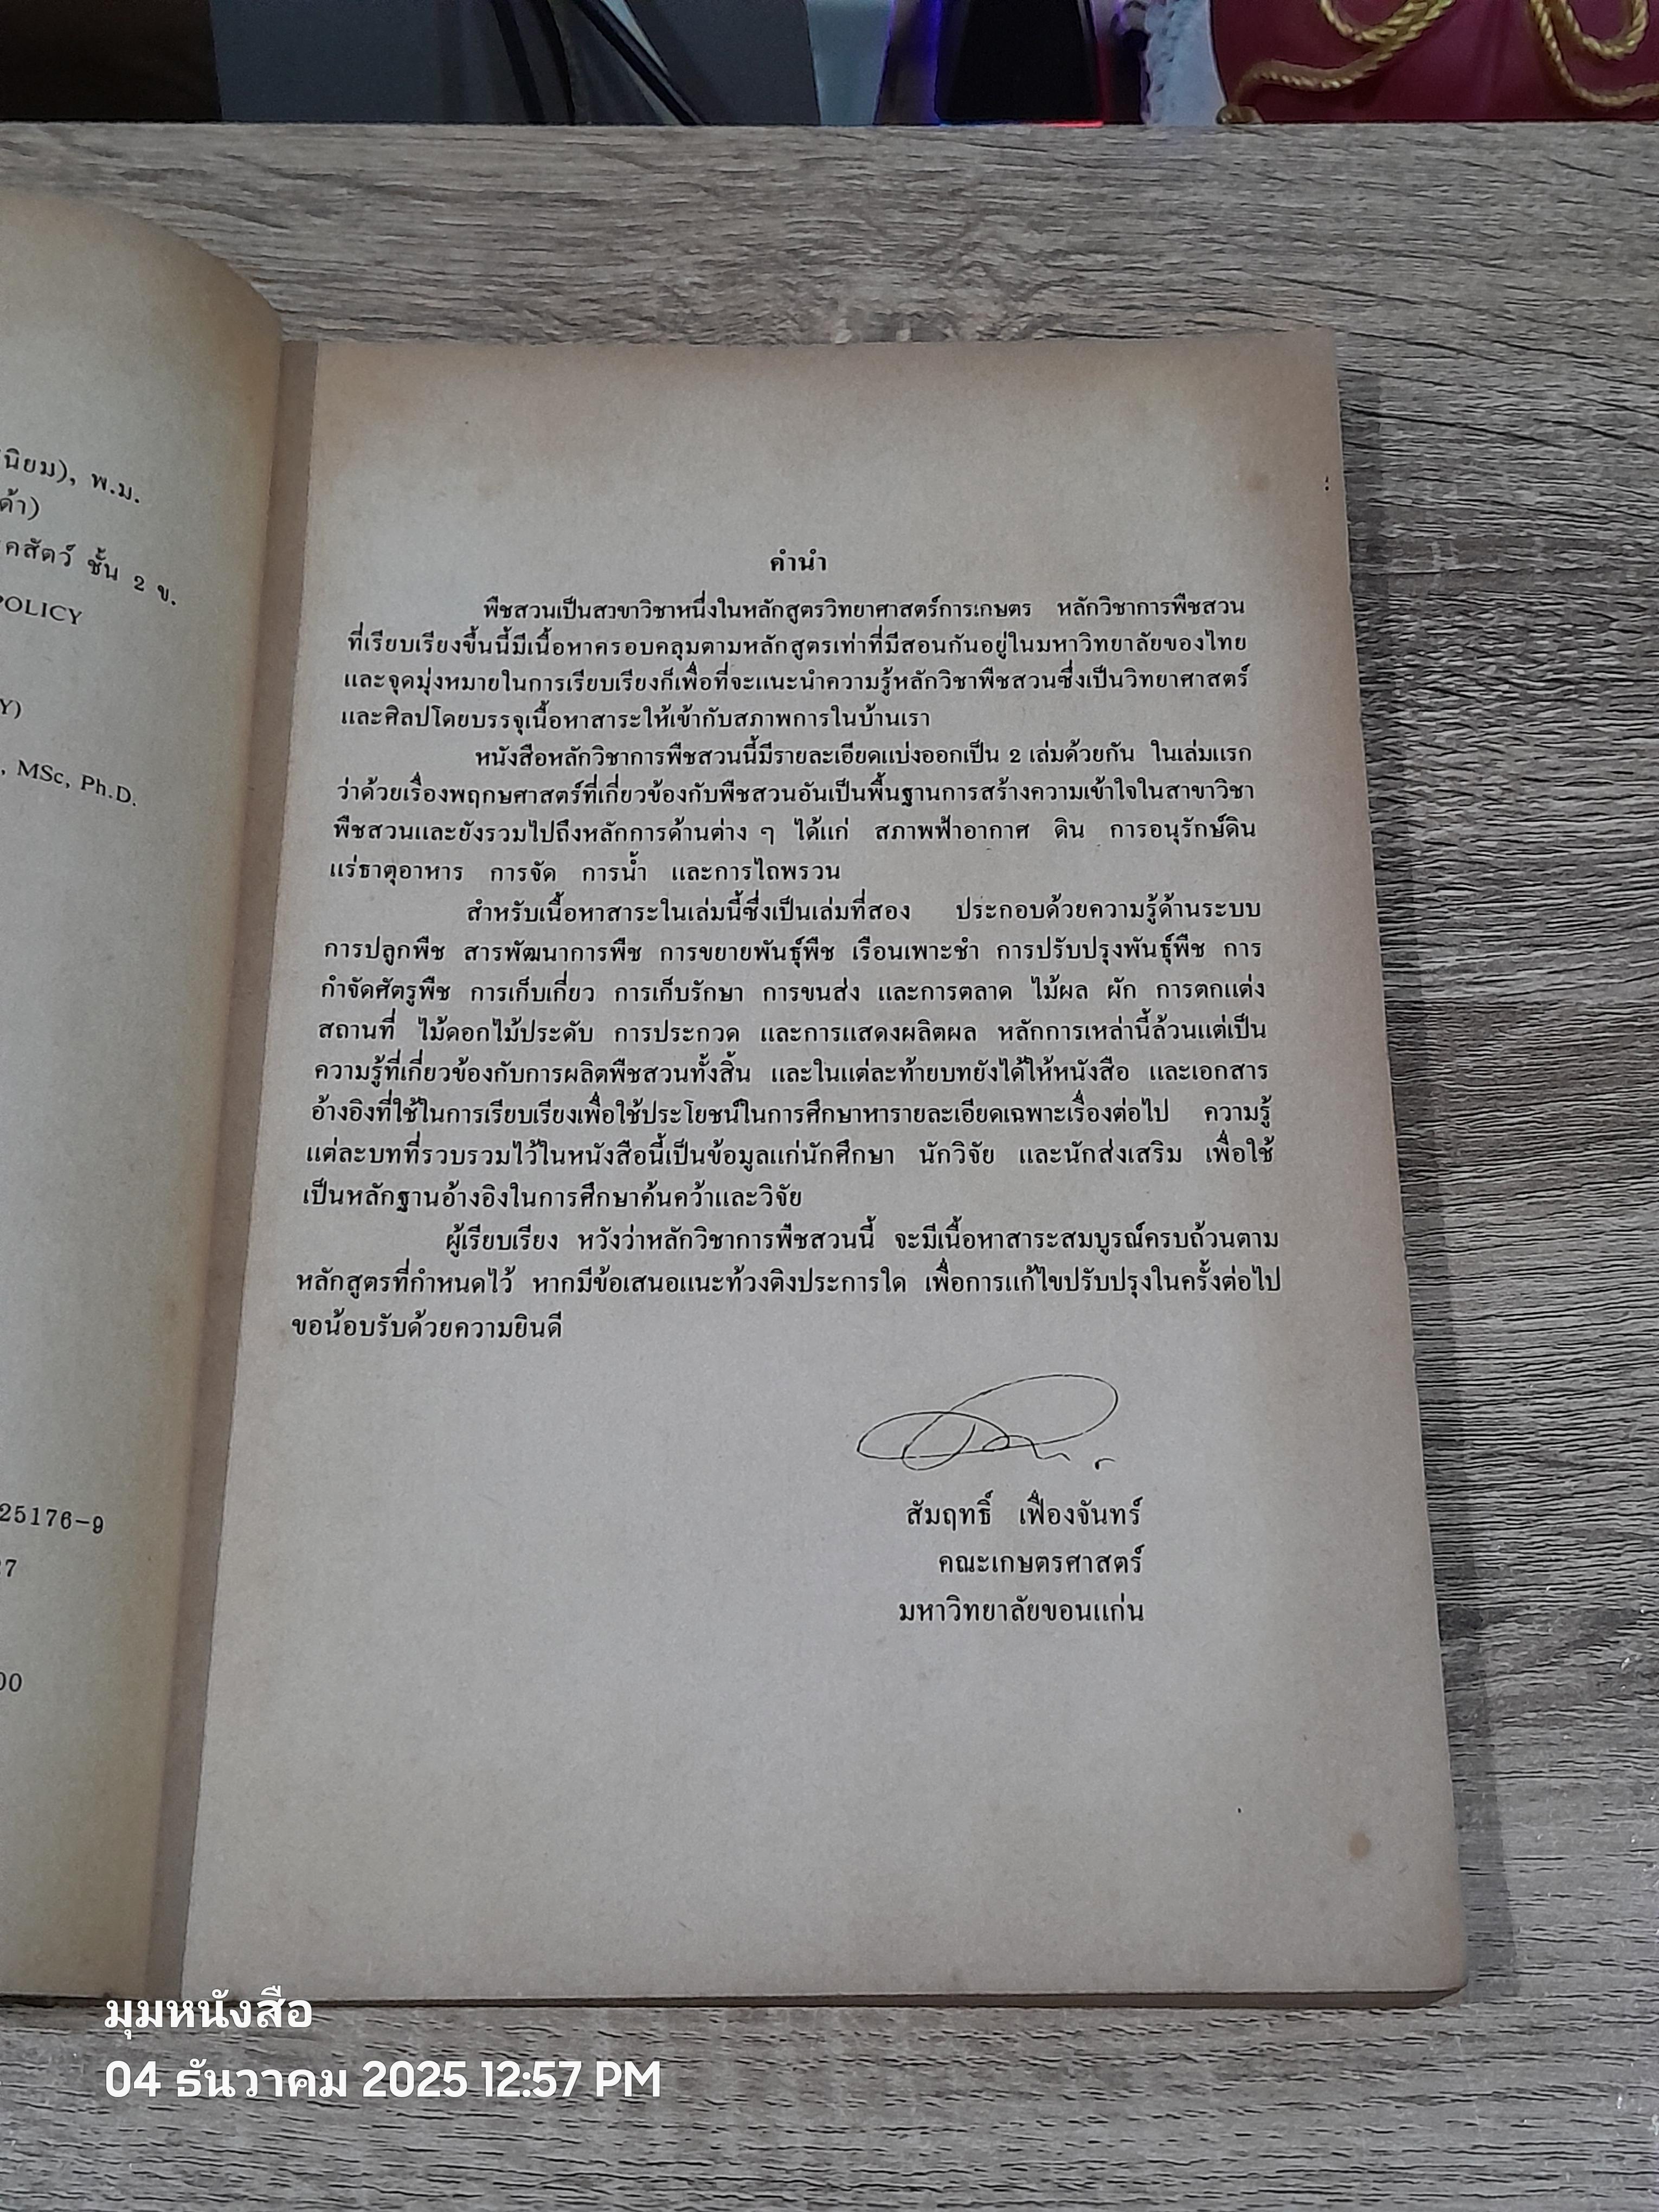 นิยม), พ.ม.
ด้า)
คสัตว์ ชั้น 2 ข.
POLICY
Y)
, MSc, Ph.D.
25176-9
27
00
คำนำ
พืชสวนเป็นสาขาวิชาหนึ่งในหลักสูตรวิทยาศาสตร์การเกษตร หลักวิชาการพืชสวน
ที่เรียบเรียงขึ้นนี้มีเนื้อหาครอบคลุมตามหลักสูตรเท่าที่มีสอนกันอยู่ในมหาวิทยาลัยของไทย
และจุดมุ่งหมายในการเรียบเรียงก็เพื่อที่จะแนะนำความรู้หลักวิชาพืชสวนซึ่งเป็นวิทยาศาสตร์
และศิลปโดยบรรจุเนื้อหาสาระให้เข้ากับสภาพการในบ้านเรา
หนังสือหลักวิชาการพืชสวนนี้มีรายละเอียดแบ่งออกเป็น 2 เล่มด้วยกัน ในเล่มแรก
ว่าด้วยเรื่องพฤกษศาสตร์ที่เกี่ยวข้องกับพืชสวนอันเป็นพื้นฐานการสร้างความเข้าใจในสาขาวิชา
พืชสวนและยังรวมไปถึงหลักการด้านต่าง ๆ ได้แก่ สภาพฟ้าอากาศ ดิน การอนุรักษ์ดิน
แร่ธาตุอาหาร การจัด การน้ำ และการไถพรวน
สำหรับเนื้อหาสาระในเล่มนี้ซึ่งเป็นเล่มที่สอง ประกอบด้วยความรู้ด้านระบบ
การปลูกพืช สารพัฒนาการพืช การขยายพันธุ์พืช เรือนเพาะชำ การปรับปรุงพันธุ์พืช การ
กำจัดศัตรูพืช การเก็บเกี่ยว การเก็บรักษา การขนส่ง และการตลาด ไม้ผล ผัก การตกแต่ง
สถานที่ ไม้ดอกไม้ประดับ การประกวด และการแสดงผลิตผล หลักการเหล่านี้ล้วนแต่เป็น
ความรู้ที่เกี่ยวข้องกับการผลิตพืชสวนทั้งสิ้น และในแต่ละท้ายบทยังได้ให้หนังสือ และเอกสาร
อ้างอิงที่ใช้ในการเรียบเรียงเพื่อใช้ประโยชน์ในการศึกษาหารายละเอียดเฉพาะเรื่องต่อไป ความรู้
แต่ละบทที่รวบรวมไว้ในหนังสือนี้เป็นข้อมูลแก่นักศึกษา นักวิจัย และนักส่งเสริม เพื่อใช้
เป็นหลักฐานอ้างอิงในการศึกษาค้นคว้าและวิจัย
ผู้เรียบเรียง หวังว่าหลักวิชาการพืชสวนนี้ จะมีเนื้อหาสาระสมบูรณ์ครบถ้วนตาม
หลักสูตรที่กำหนดไว้ หากมีข้อเสนอแนะท้วงติงประการใด เพื่อการแก้ไขปรับปรุงในครั้งต่อไป
ขอน้อบรับด้วยความยินดี
สัมฤทธิ์ เฟื่องจันทร์
คณะเกษตรศาสตร์
มหาวิทยาลัยขอนแก่น
มุมหนังสือ
04 ธันวาคม 2025 12:57 PM